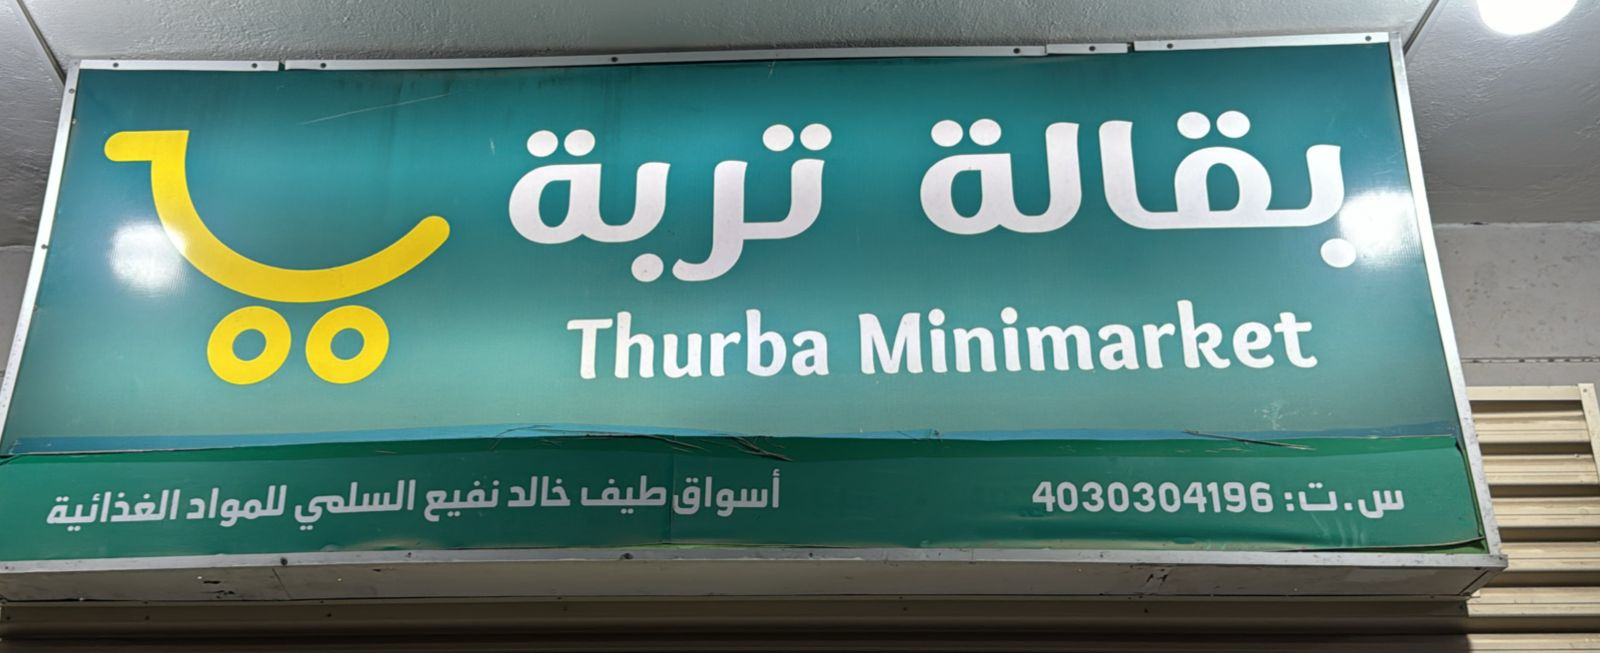 بقالة تربة
Thurba Minimarket
س.ت: 4030304196
أسواق طيف خالد نفيع السلمي للمواد الغذائية